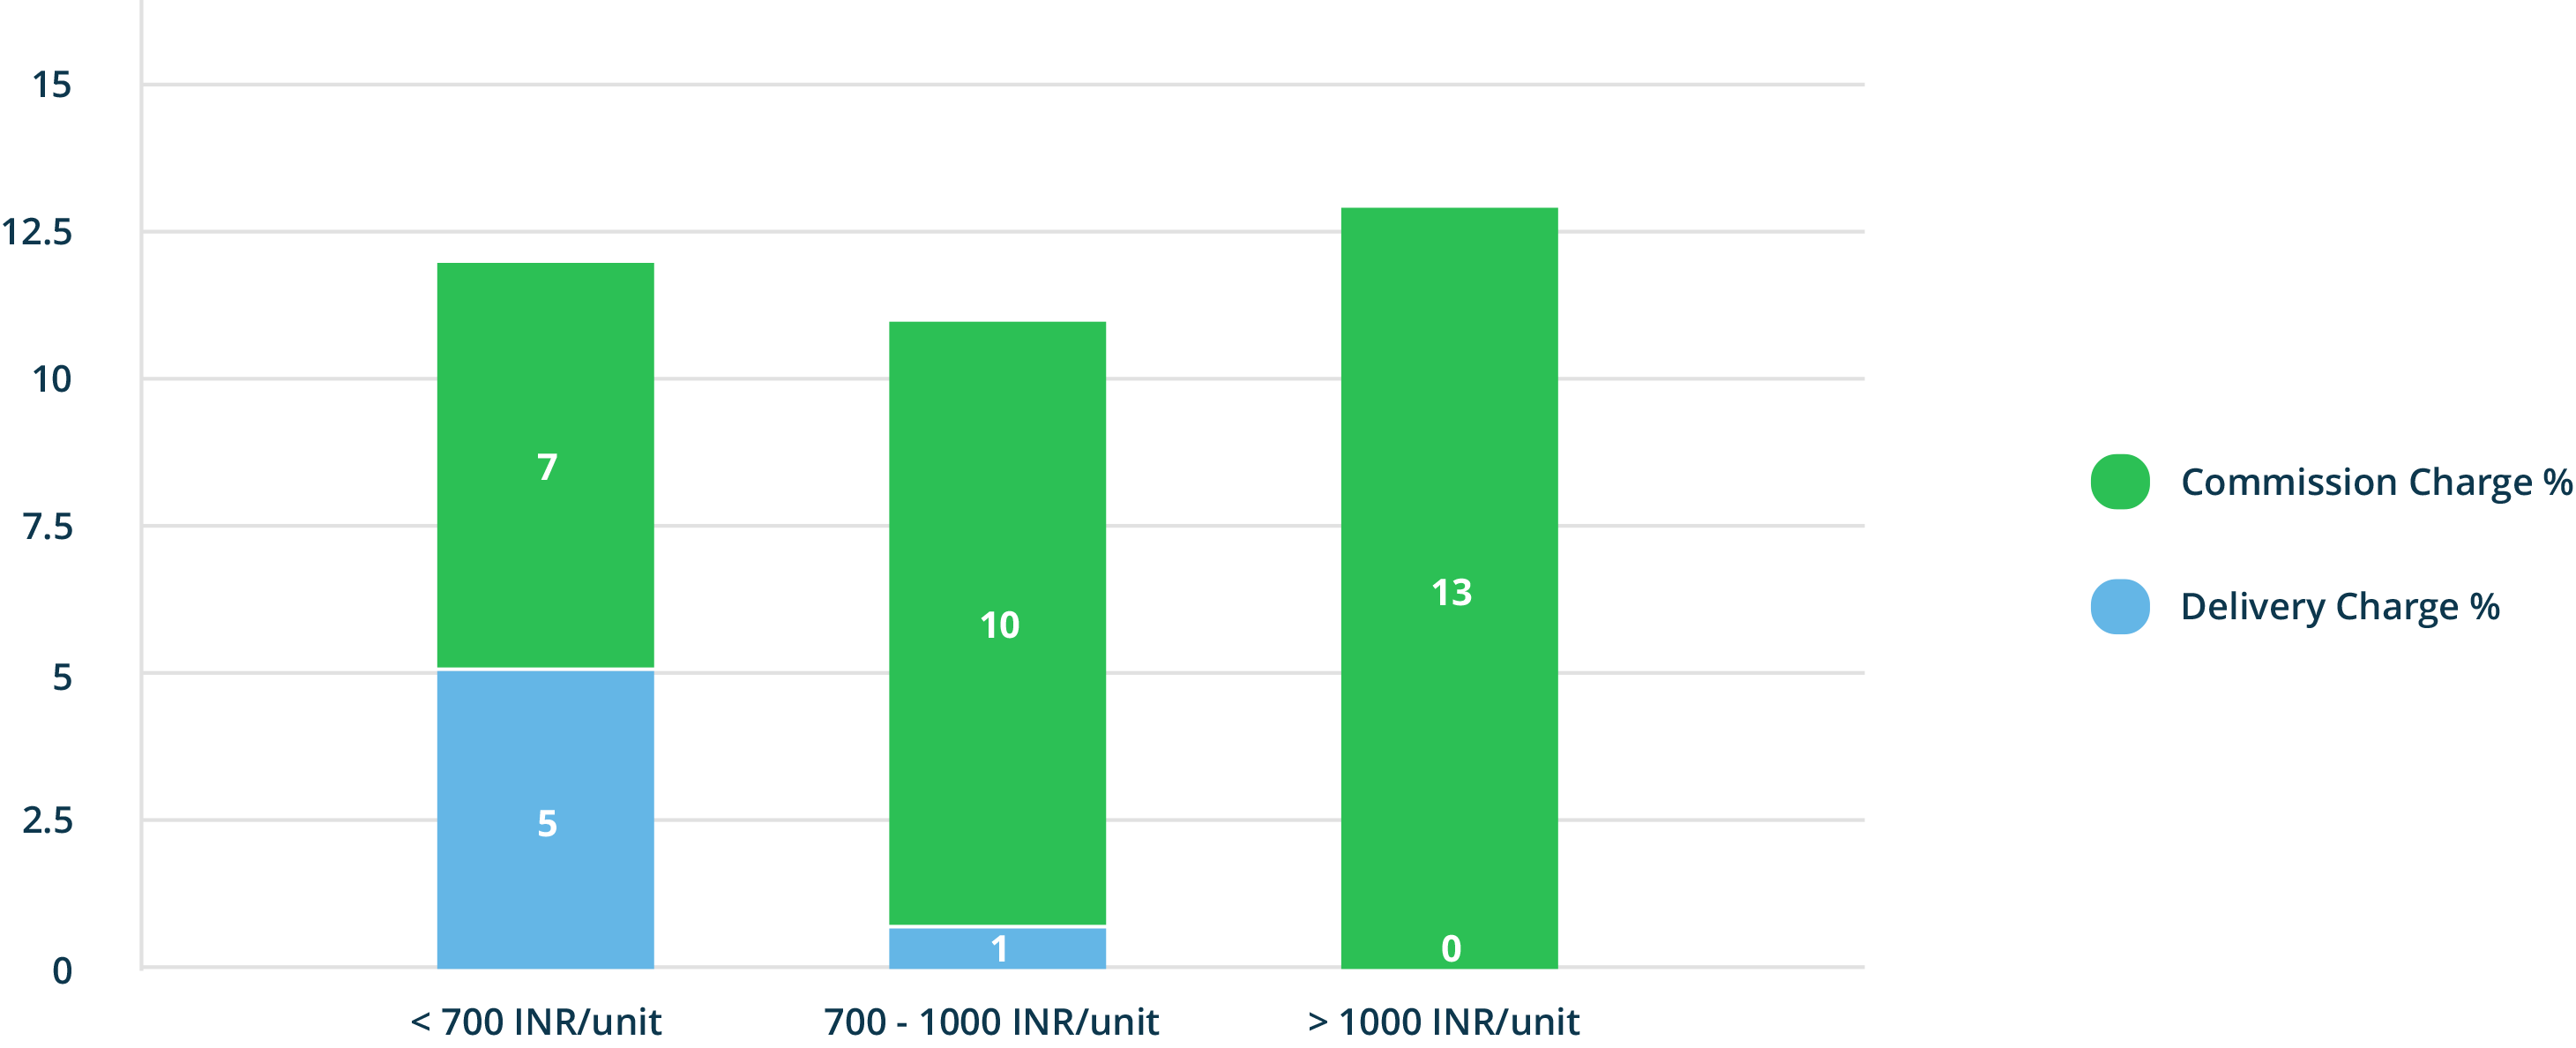 15
12.5
10
7.5
5
2.5
0
7
5
10
1
13
0
< 700 INR/unit
700 - 1000 INR/unit
> 1000 INR/unit
Commission Charge %
Delivery Charge %